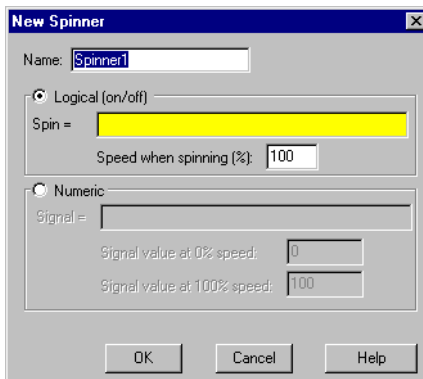 New Spinner
Name: Spinner1
Logical (on/off)
Spin =
Speed when spinning (%): 100
Numeric
Signal =
Signal value at 0% speed: 0
Signal value at 100% speed: 100
OK Cancel Help